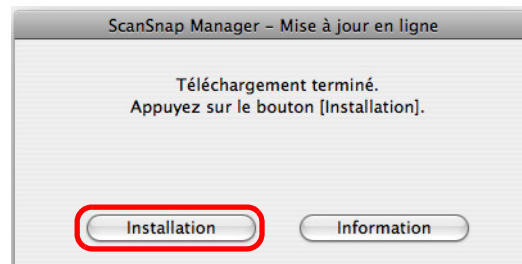 ScanSnap Manager – Mise à jour en ligne
Téléchargement terminé.
Appuyez sur le bouton [Installation].
Installation
Information